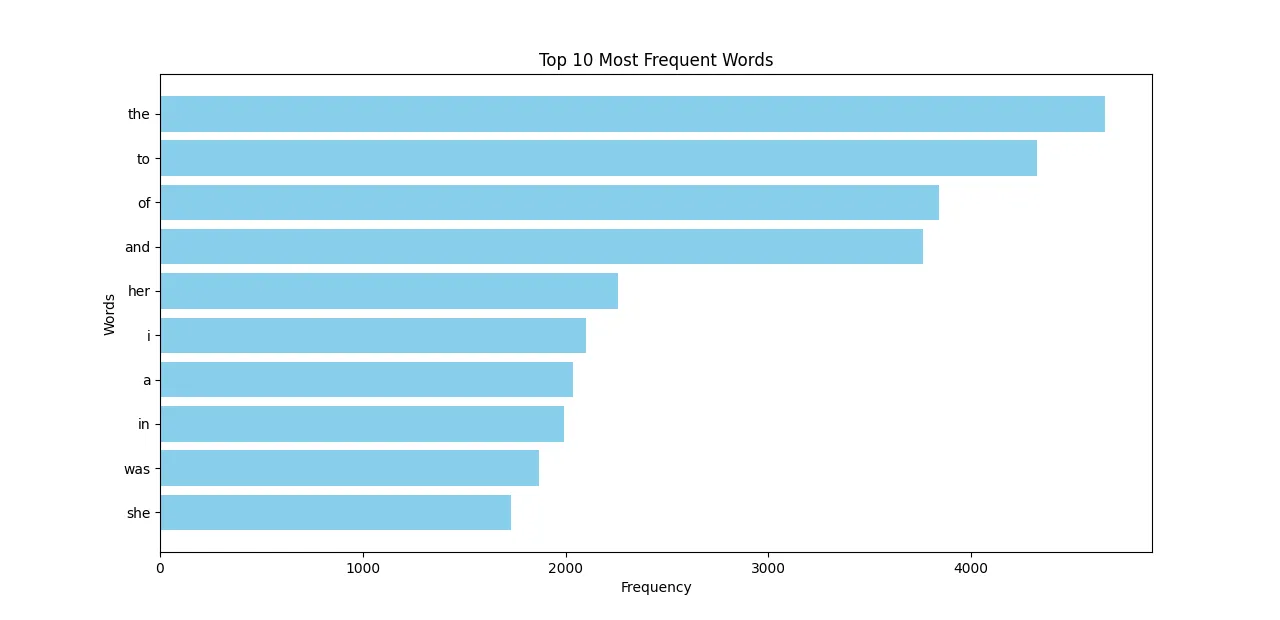 Top 10 Most Frequent Words
the
to
of
and
her
i
a
in
was
she
Words
0 1000 2000 3000 4000
Frequency